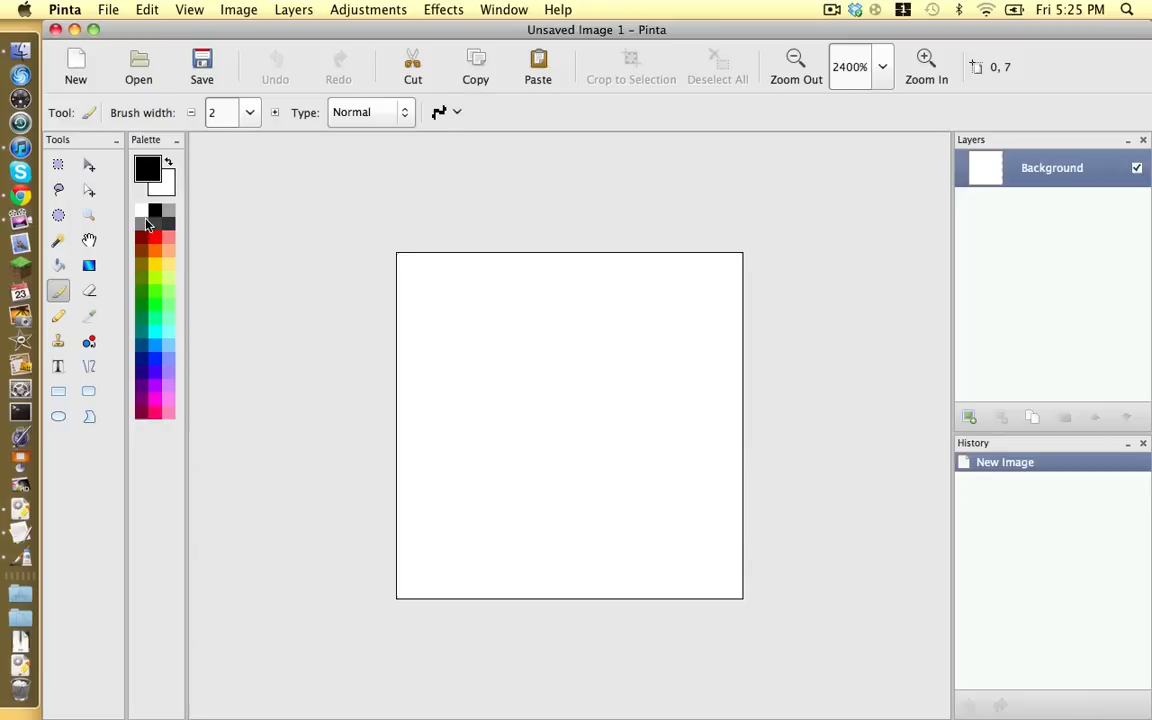 Pinta File Edit View Image Layers Adjustments Effects Window Help Fri 5:25 PM
Unsaved Image 1 - Pinta
New Open Save Undo Redo Cut Copy Paste Crop to Selection Deselect All Zoom Out 2400% Zoom In 0, 7
Tool: Brush width: 2 Type: Normal
Tools Palette Layers
Background
History
New Image
23
T